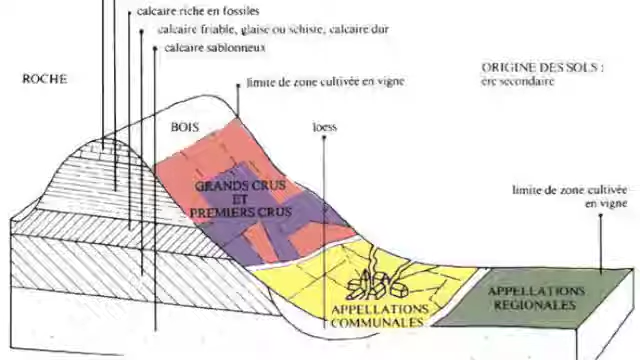 calcaire riche en fossiles
calcaire friable, glaise ou schiste, calcaire dur
calcaire sablonneux
ROCHE
ORIGINE DES SOLS :
ère secondaire
limite de zone cultivée en vigne
BOIS
loess
GRANDS CRUS
ET
PREMIERS CRUS
limite de zone cultivée
en vigne
APPELLATIONS
RÉGIONALES
APPELLATIONS
COMMUNALES